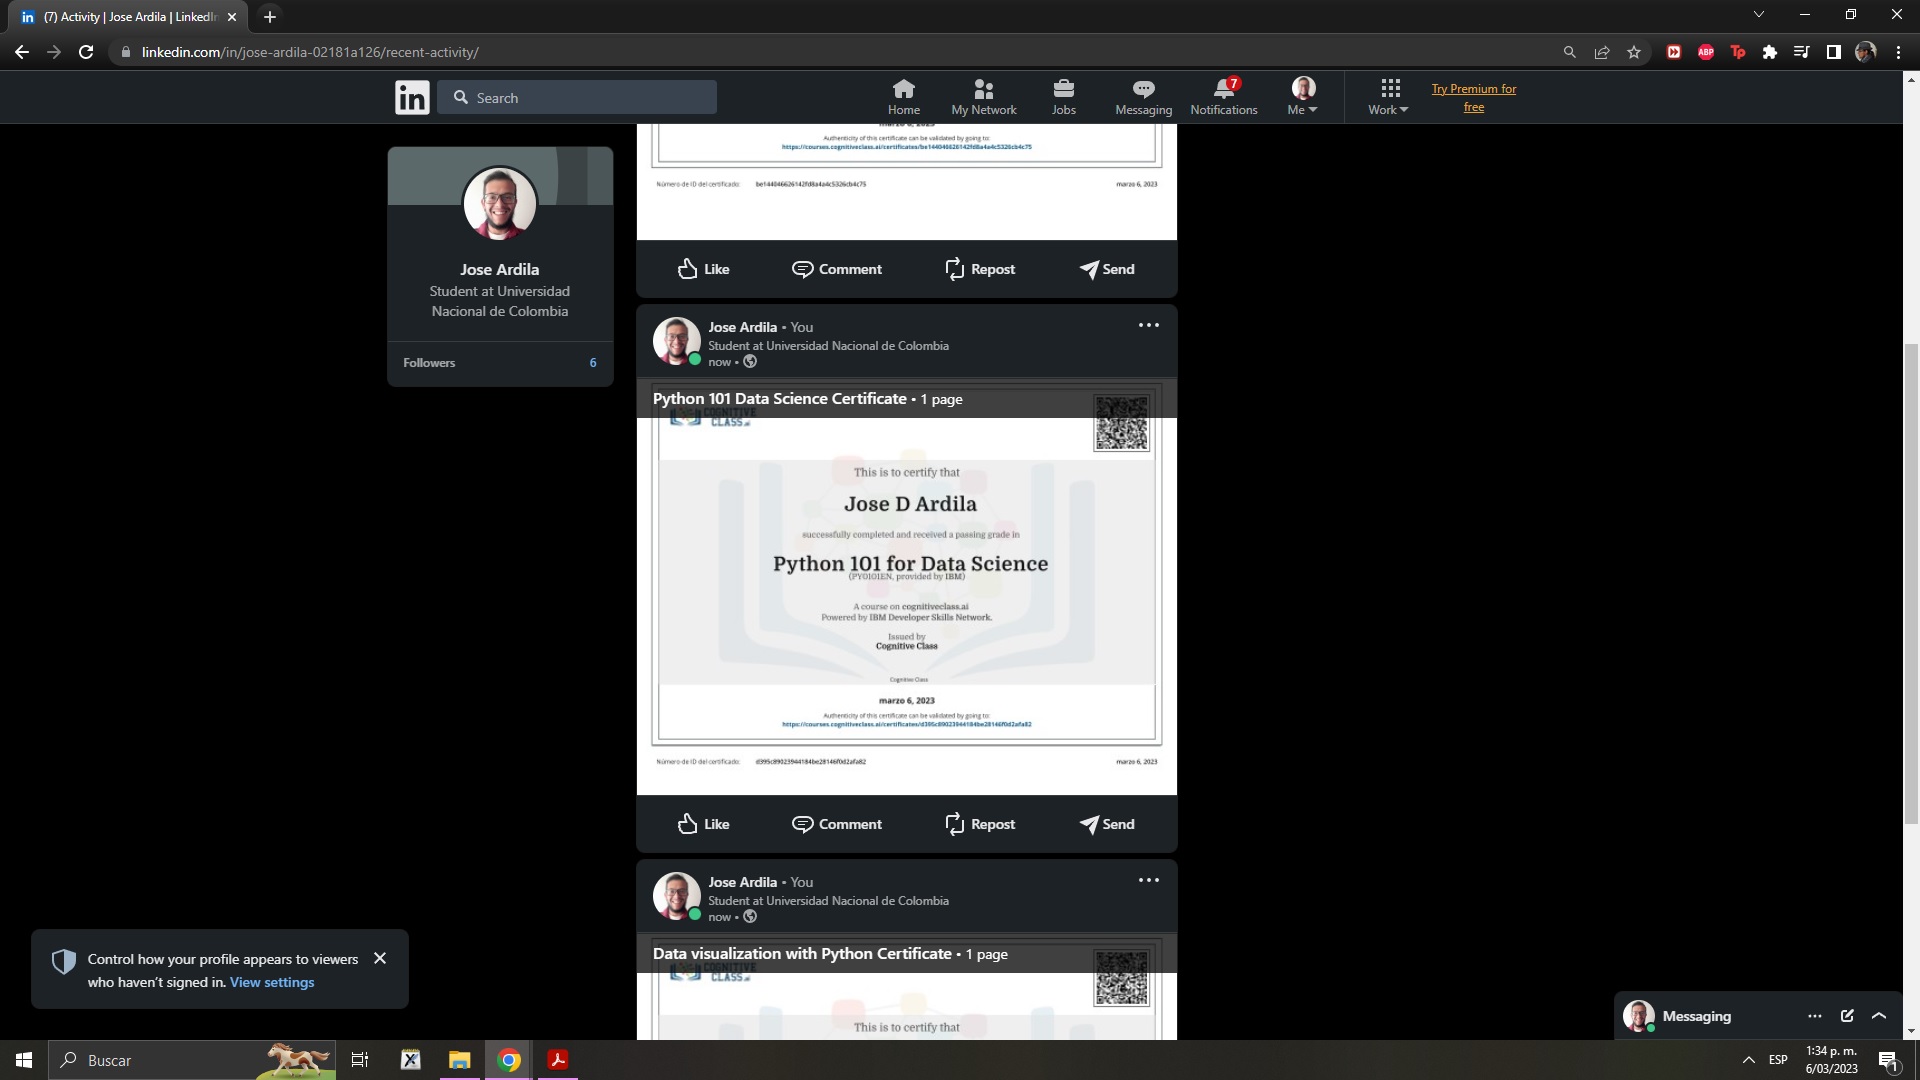 (7) Activity | Jose Ardila | LinkedIn
linkedin.com/in/jose-ardila-02181a126/recent-activity/
ABP
Tp
in
Search
Home
My Network
Jobs
Messaging
7
Notifications
Me
Work
Try Premium for
free
Jose Ardila
Student at Universidad
Nacional de Colombia
Followers 6
marzo 6, 2023
Authenticity of this certificate can be validated by going to:
Número de ID del certificado:
marzo 6, 2023
Like Comment Repost Send
Jose Ardila • You
Student at Universidad Nacional de Colombia
now •
Python 101 Data Science Certificate • 1 page
COGNITIVE
CLASS.ai
This is to certify that
Jose D Ardila
successfully completed and received a passing grade in
Python 101 for Data Science
(PY0101EN, provided by IBM)
A course on cognitiveclass.ai
Powered by IBM Developer Skills Network.
Issued by
Cognitive Class
Cognitive Class
marzo 6, 2023
Authenticity of this certificate can be validated by going to:
https://courses.cognitiveclass.ai/certificates/d395c89023944184be28146f0d2afa82
Número de ID del certificado: d395c89023944184be28146f0d2afa82 marzo 6, 2023
Like Comment Repost Send
Jose Ardila • You
Student at Universidad Nacional de Colombia
now •
Data visualization with Python Certificate • 1 page
COGNITIVE
CLASS.ai
This is to certify that
Control how your profile appears to viewers
who haven't signed in. View settings
Messaging
Buscar
ESP
1:34 p. m.
6/03/2023
1